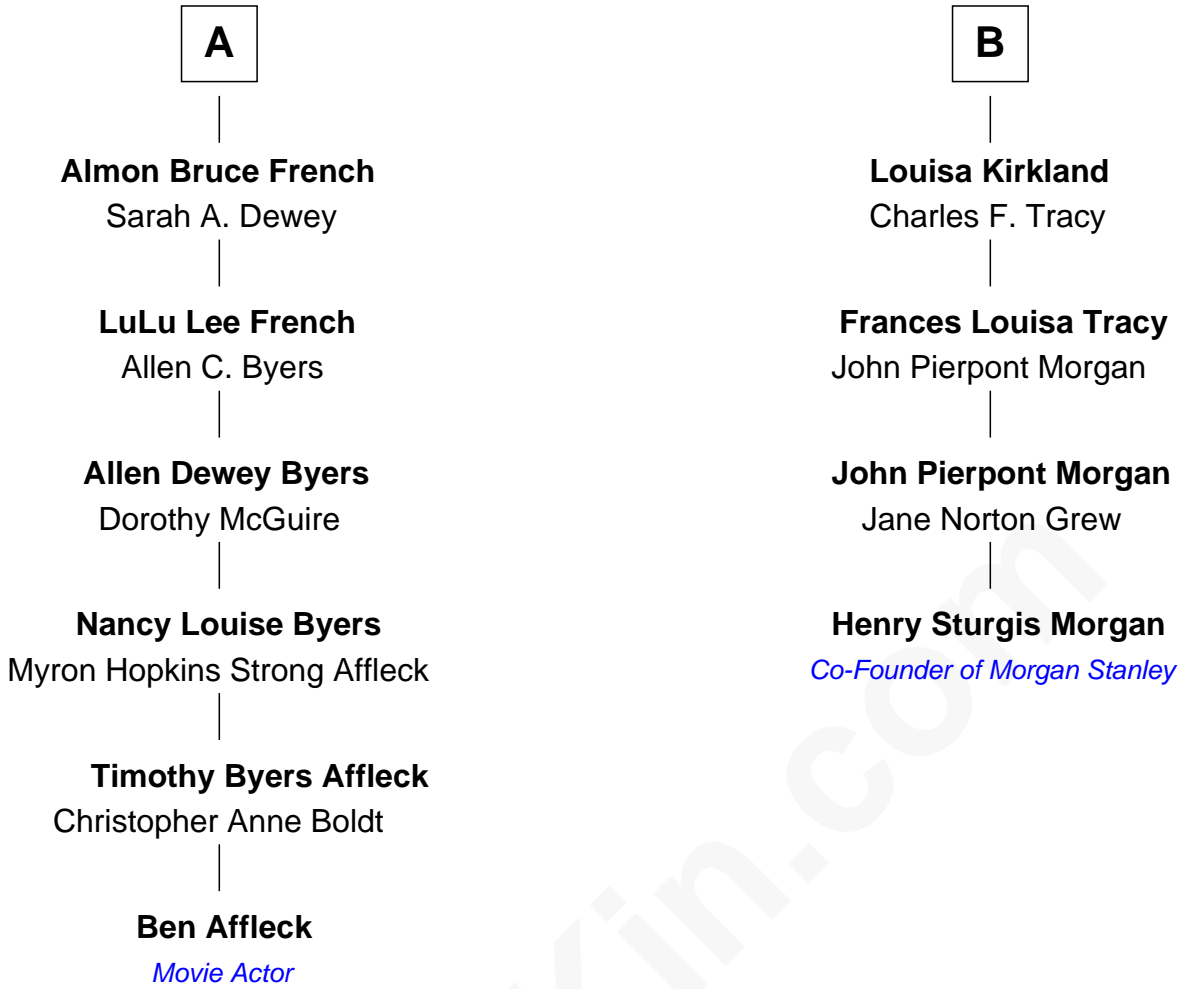 A
Almon Bruce French
Sarah A. Dewey
LuLu Lee French
Allen C. Byers
Allen Dewey Byers
Dorothy McGuire
Nancy Louise Byers
Myron Hopkins Strong Affleck
Timothy Byers Affleck
Christopher Anne Boldt
Ben Affleck
Movie Actor
B
Louisa Kirkland
Charles F. Tracy
Frances Louisa Tracy
John Pierpont Morgan
John Pierpont Morgan
Jane Norton Grew
Henry Sturgis Morgan
Co-Founder of Morgan Stanley